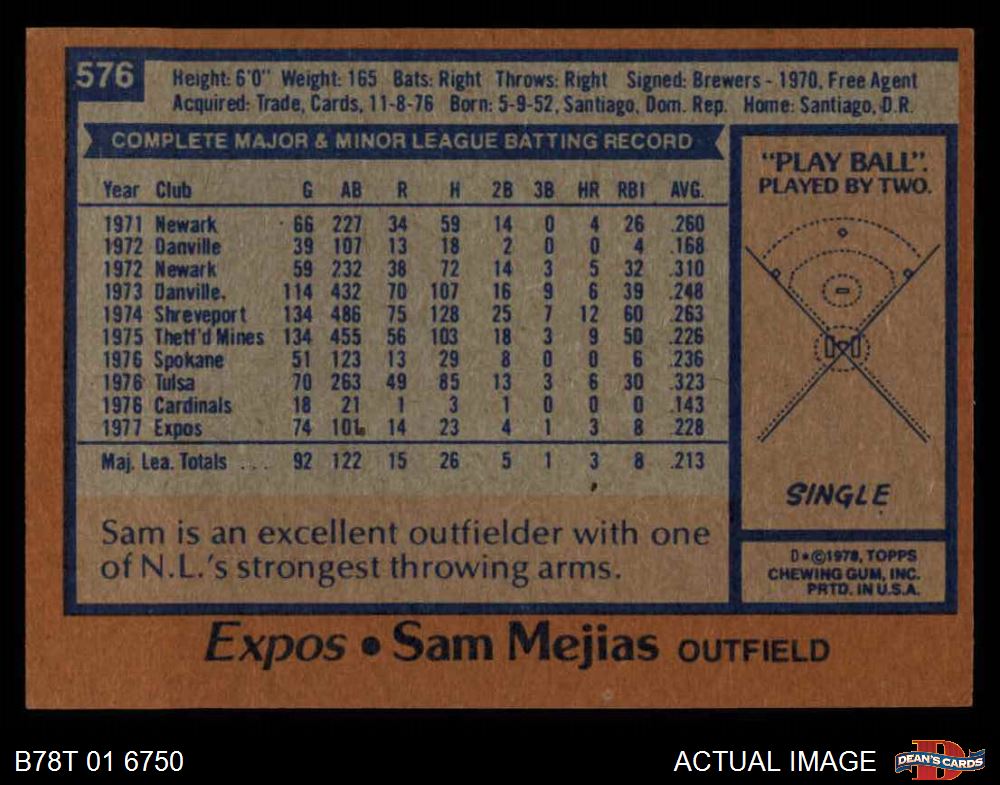 576
Height: 6'0" Weight: 165 Bats: Right Throws: Right Signed: Brewers - 1970, Free Agent
Acquired: Trade, Cards, 11-8-76 Born: 5-9-52, Santiago, Dom. Rep. Home: Santiago, D.R.
COMPLETE MAJOR & MINOR LEAGUE BATTING RECORD
Year Club G AB R H 2B 3B HR RBI AVG.
1971 Newark 66 227 34 59 14 0 4 26 .260
1972 Danville 39 107 13 18 2 0 0 4 .168
1972 Newark 59 232 38 72 14 3 5 32 .310
1973 Danville. 114 432 70 107 16 9 6 39 .248
1974 Shreveport 134 486 75 128 25 7 12 60 .263
1975 Thetf'd Mines 134 455 56 103 18 3 9 50 .226
1976 Spokane 51 123 13 29 8 0 0 6 .236
1976 Tulsa 70 263 49 85 13 3 6 30 .323
1976 Cardinals 18 21 1 3 1 0 0 0 .143
1977 Expos 74 101 14 23 4 1 3 8 .228
Maj. Lea. Totals ... 92 122 15 26 5 1 3 8 .213
Sam is an excellent outfielder with one
of N.L.'s strongest throwing arms.
"PLAY BALL".
PLAYED BY TWO.
SINGLE
D*©1978, TOPPS
CHEWING GUM, INC.
PRTD. IN U.S.A.
Expos • Sam Mejias OUTFIELD
B78T 01 6750
ACTUAL IMAGE
D
DEAN'S CARDS